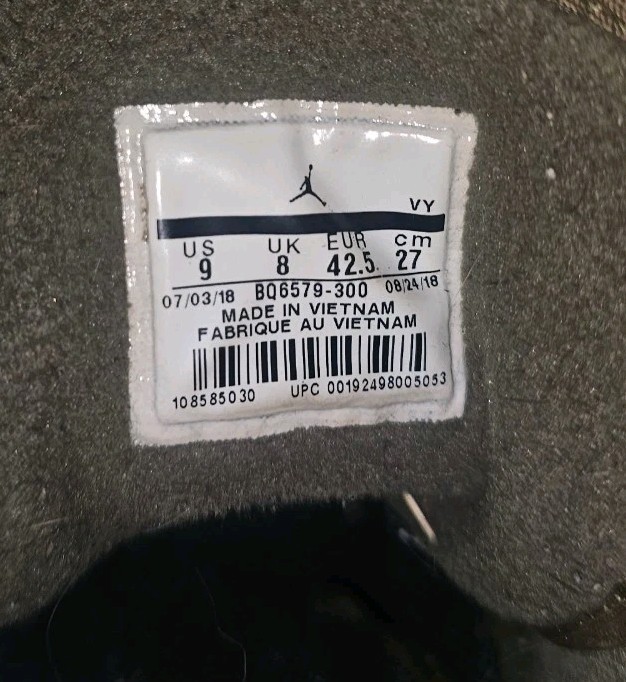 VY
US UK EUR cm
9 8 42.5 27
07/03/18 BQ6579-300 08/24/18
MADE IN VIETNAM
FABRIQUE AU VIETNAM
108585030 UPC 00192498005053